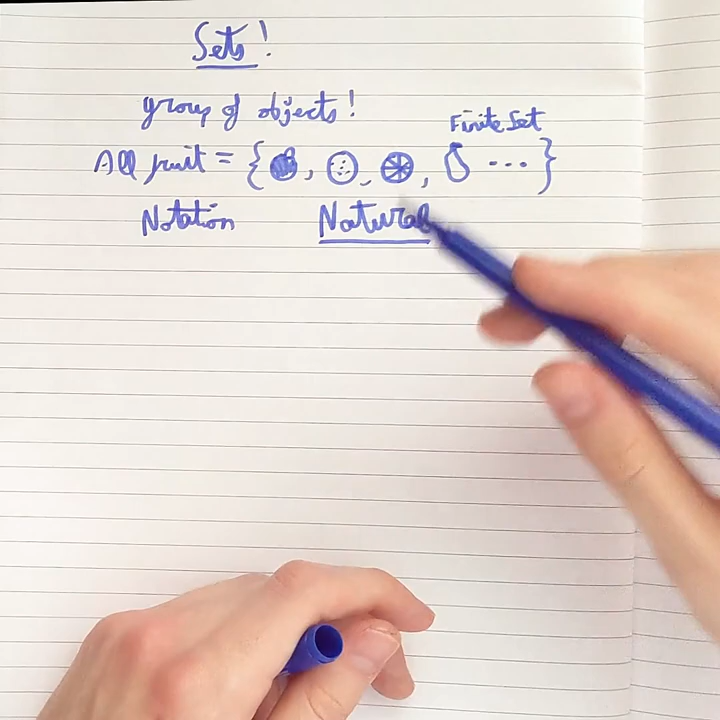 Sets!
group of objects!
Finite Set
All fruit = { , , , ... }
Notation Natural